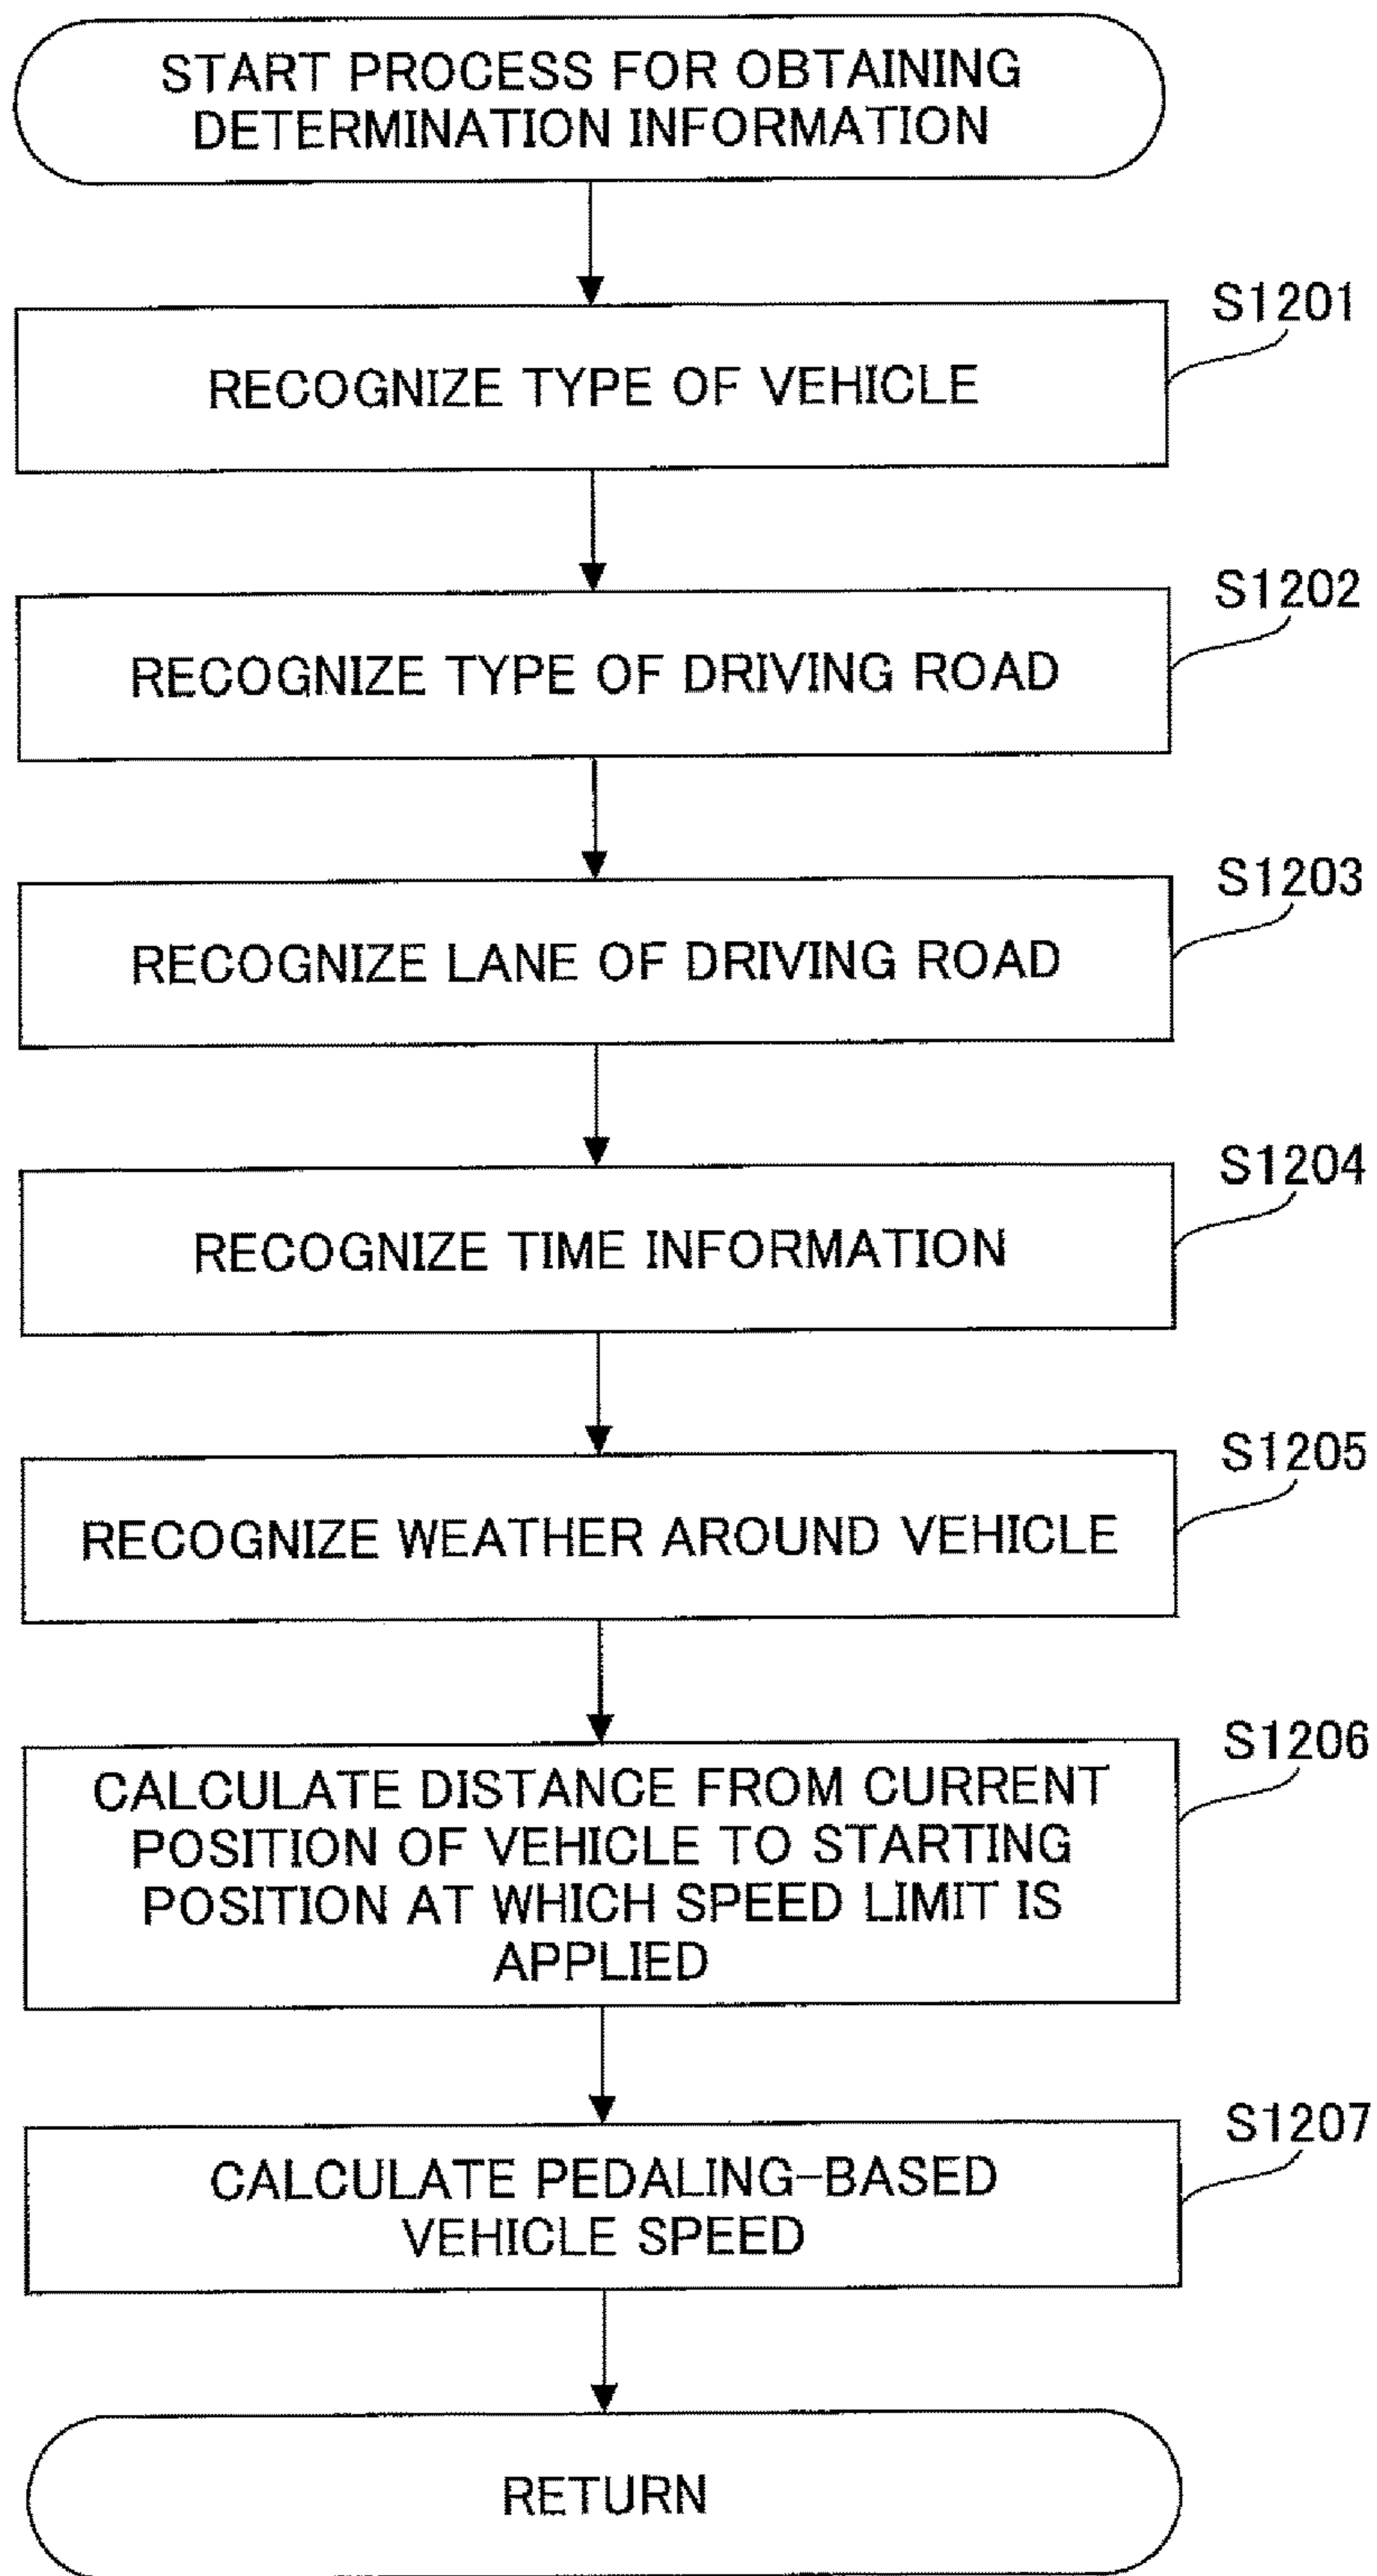 START PROCESS FOR OBTAINING
DETERMINATION INFORMATION
S1201
RECOGNIZE TYPE OF VEHICLE
S1202
RECOGNIZE TYPE OF DRIVING ROAD
S1203
RECOGNIZE LANE OF DRIVING ROAD
S1204
RECOGNIZE TIME INFORMATION
S1205
RECOGNIZE WEATHER AROUND VEHICLE
S1206
CALCULATE DISTANCE FROM CURRENT
POSITION OF VEHICLE TO STARTING
POSITION AT WHICH SPEED LIMIT IS
APPLIED
S1207
CALCULATE PEDALING-BASED
VEHICLE SPEED
RETURN